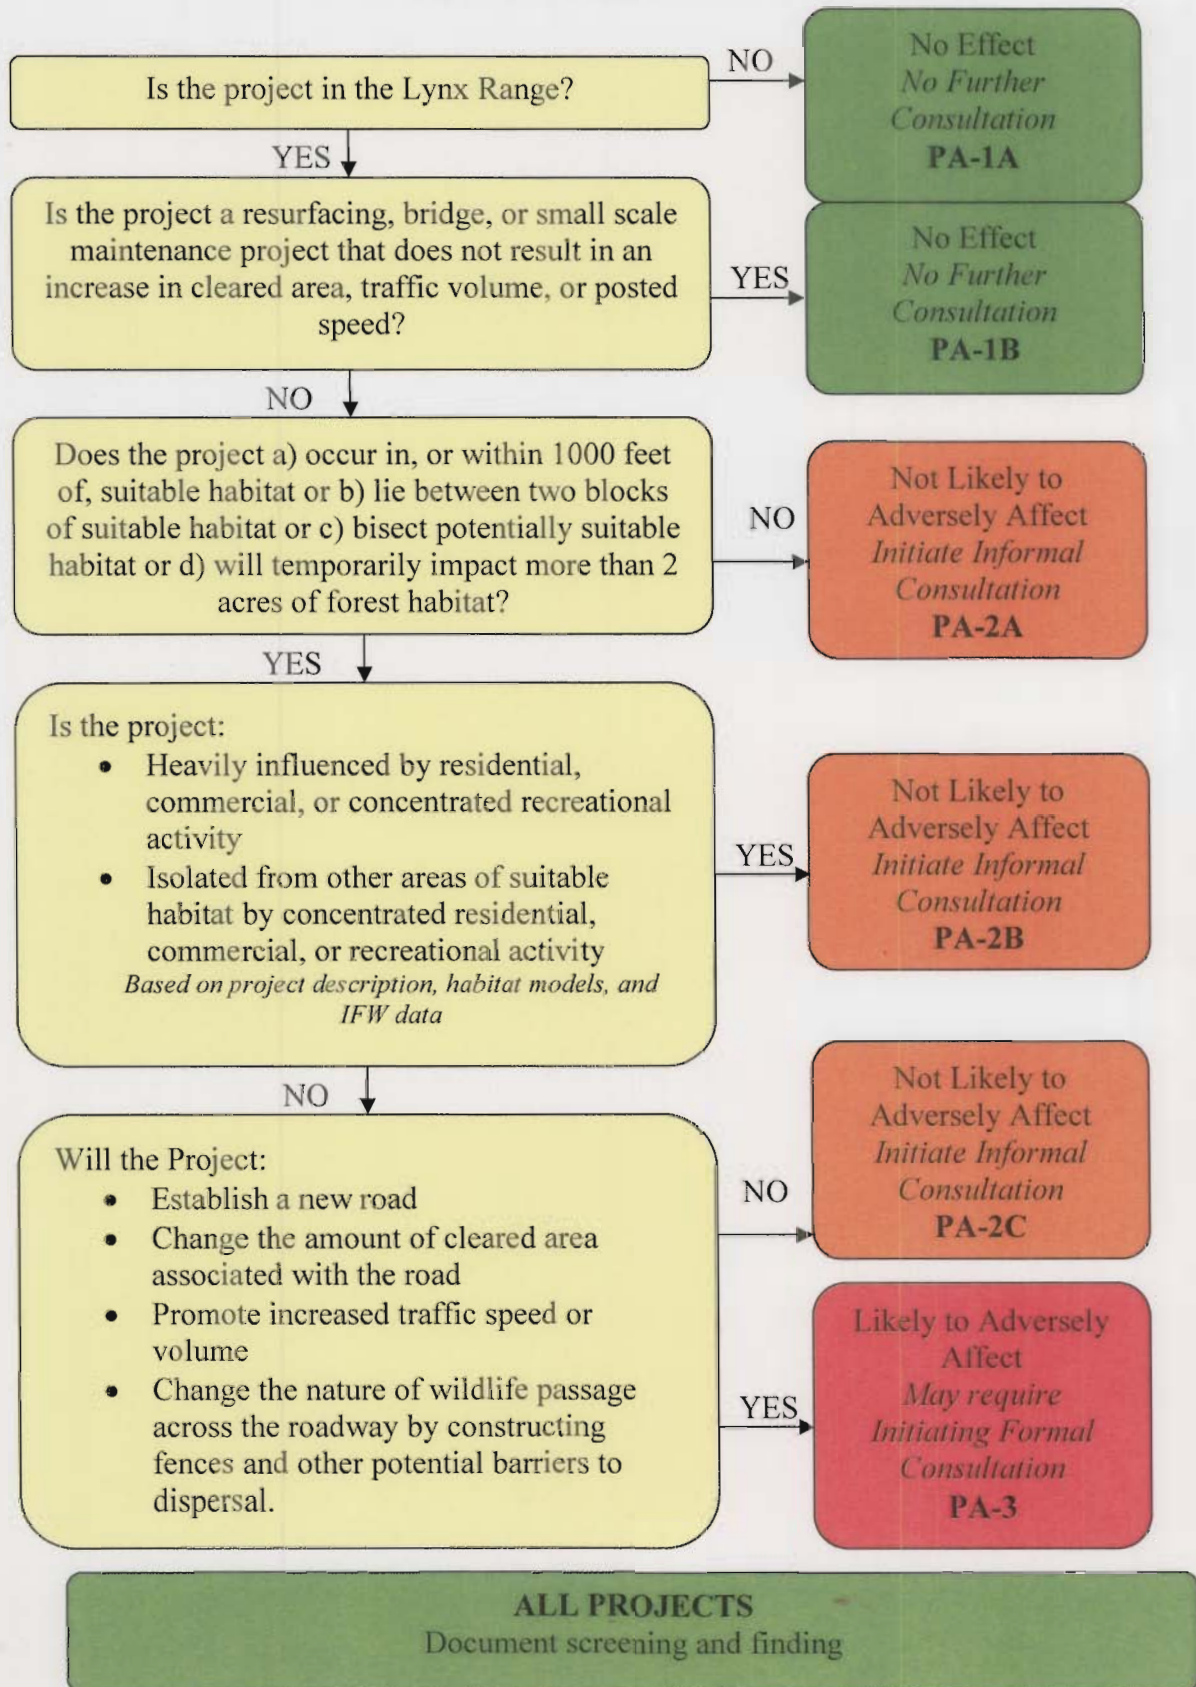 Is the project in the Lynx Range?
NO
No Effect
No Further
Consultation
PA-1A
YES
Is the project a resurfacing, bridge, or small scale
maintenance project that does not result in an
increase in cleared area, traffic volume, or posted
speed?
YES
No Effect
No Further
Consultation
PA-1B
NO
Does the project a) occur in, or within 1000 feet
of, suitable habitat or b) lie between two blocks
of suitable habitat or c) bisect potentially suitable
habitat or d) will temporarily impact more than 2
acres of forest habitat?
NO
Not Likely to
Adversely Affect
Initiate Informal
Consultation
PA-2A
YES
Is the project:
• Heavily influenced by residential,
commercial, or concentrated recreational
activity
• Isolated from other areas of suitable
habitat by concentrated residential,
commercial, or recreational activity
Based on project description, habitat models, and
IFW data
YES
Not Likely to
Adversely Affect
Initiate Informal
Consultation
PA-2B
NO
Will the Project:
• Establish a new road
• Change the amount of cleared area
associated with the road
• Promote increased traffic speed or
volume
• Change the nature of wildlife passage
across the roadway by constructing
fences and other potential barriers to
dispersal.
NO
Not Likely to
Adversely Affect
Initiate Informal
Consultation
PA-2C
YES
Likely to Adversely
Affect
May require
Initiating Formal
Consultation
PA-3
ALL PROJECTS
Document screening and finding